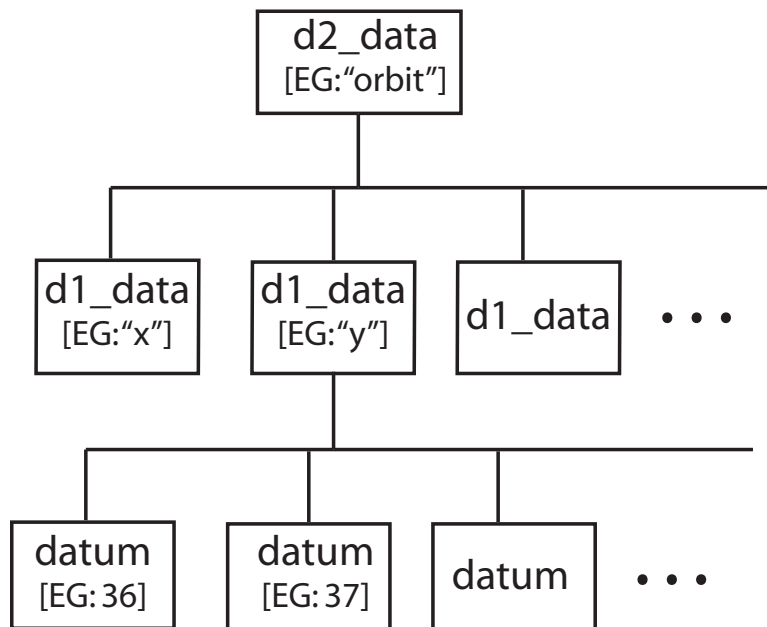 d2_data
[EG:“orbit”]
d1_data
[EG:“x”]
d1_data
[EG:“y”]
d1_data
datum
[EG: 36]
datum
[EG: 37]
datum